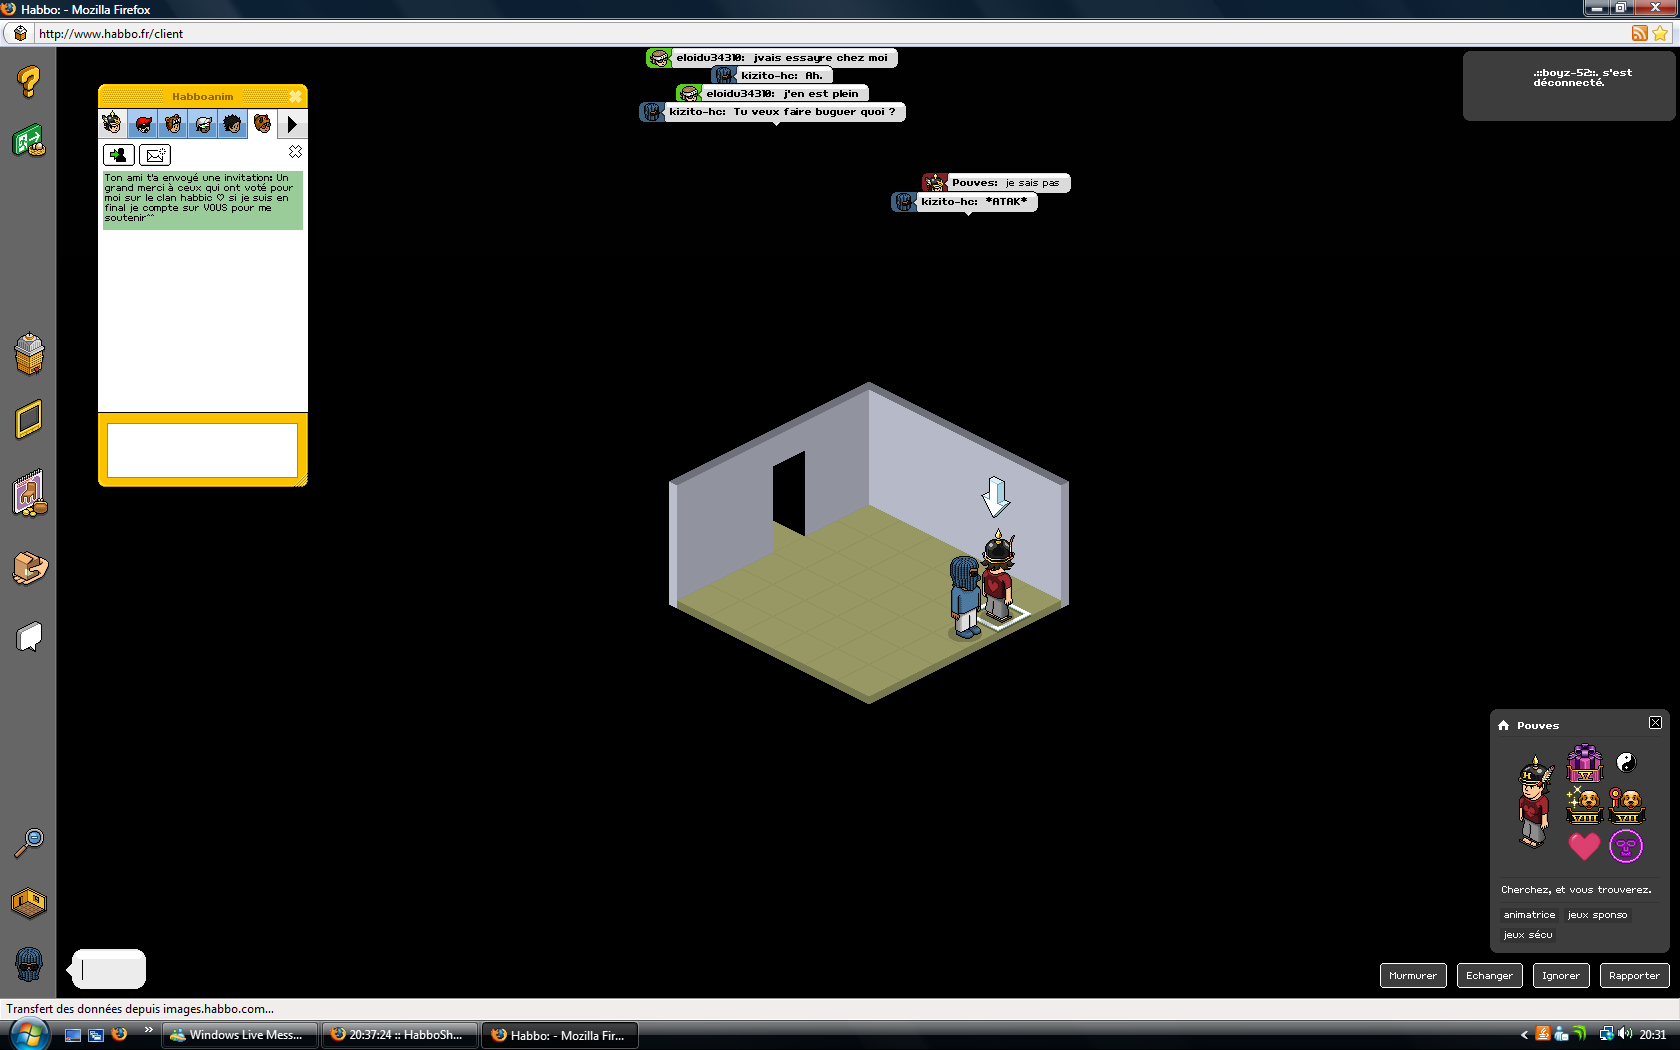 Habbo: - Mozilla Firefox
http://www.habbo.fr/client
eloidu34310: jvais essayre chez moi
kizito-hc: Ah.
eloidu34310: j'en est plein
kizito-hc: Tu veux faire buguer quoi ?
.::boyz-52::. s'est
déconnecté.
Habboanim
Ton ami t'a envoyé une invitation: Un
grand merci à ceux qui ont voté pour
moi sur le clan habbic ♡ si je suis en
final je compte sur VOUS pour me
soutenir^^
Pouves: je sais pas
kizito-hc: *ATAK*
Pouves
Cherchez, et vous trouverez.
animatrice jeux sponso
jeux sécu
Murmurer Echanger Ignorer Rapporter
Transfert des données depuis images.habbo.com...
Windows Live Mess... 20:37:24 :: HabboSh... Habbo: - Mozilla Fir... 20:31